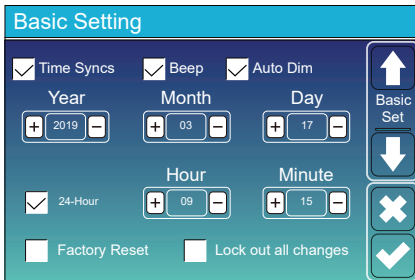 Basic Setting
Time Syncs Beep Auto Dim
Year Month Day
+ 2019 − + 03 − + 17 −
Basic
Set
Hour Minute
24-Hour + 09 − + 15 −
Factory Reset Lock out all changes